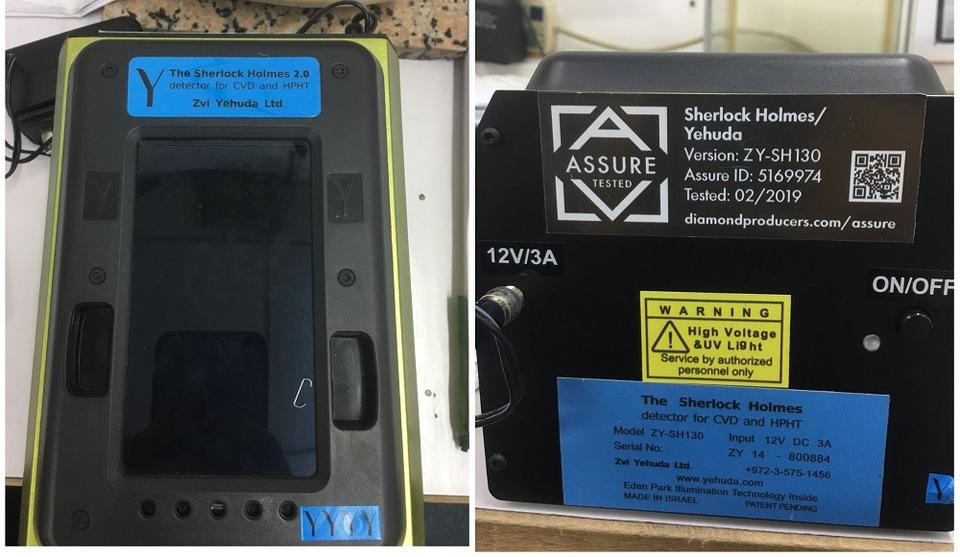 Y
The Sherlock Holmes 2.0
detector for CVD and HPHT
Zvi Yehuda Ltd.
Y
Y
YYYY
ASSURE
TESTED
Sherlock Holmes/
Yehuda
Version: ZY-SH130
Assure ID: 5169974
Tested: 02/2019
diamondproducers.com/assure
12V/3A
ON/OFF
WARNING
High Voltage
&UV Light
Service by authorized
personnel only
The Sherlock Holmes
detector for CVD and HPHT
Model ZY-SH130 Input 12V DC 3A
Serial No: ZY 14 - 800884
Zvi Yehuda Ltd. +972-3-575-1456
www.yehuda.com
Eden Park Illumination Technology Inside
MADE IN ISRAEL PATENT PENDING
Y